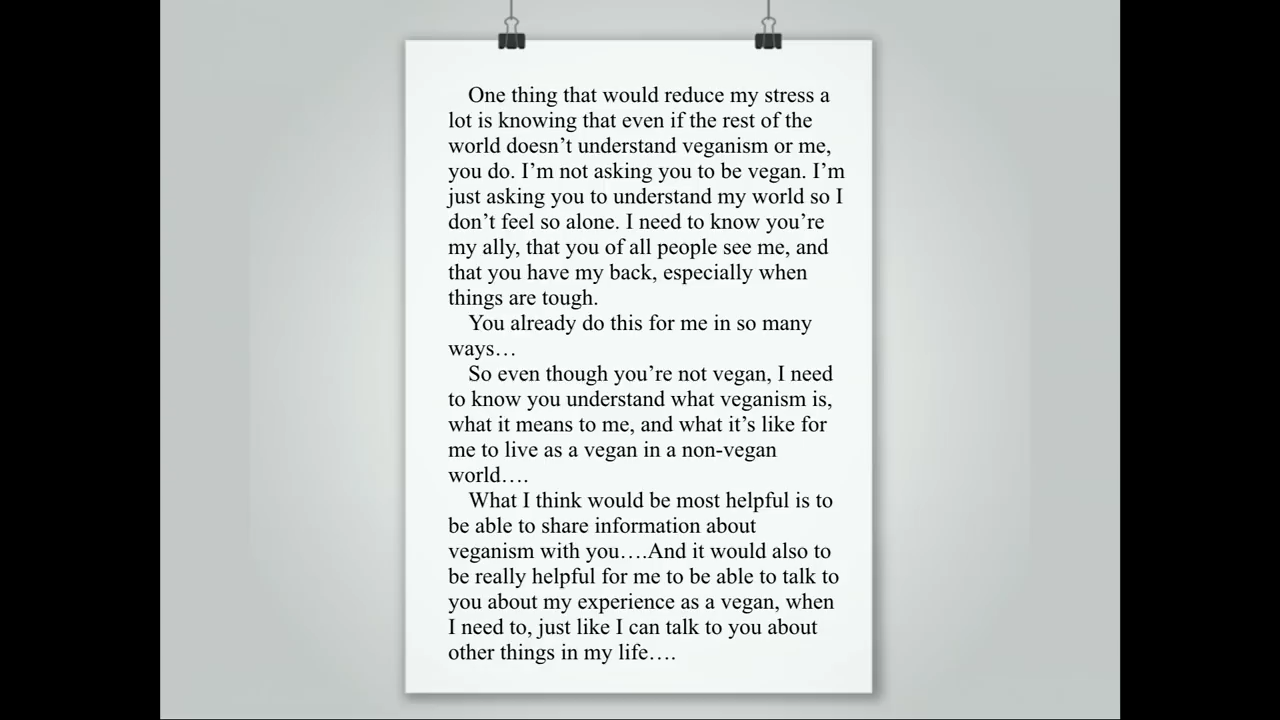 One thing that would reduce my stress a
lot is knowing that even if the rest of the
world doesn’t understand veganism or me,
you do. I’m not asking you to be vegan. I’m
just asking you to understand my world so I
don’t feel so alone. I need to know you’re
my ally, that you of all people see me, and
that you have my back, especially when
things are tough.
You already do this for me in so many
ways…
So even though you’re not vegan, I need
to know you understand what veganism is,
what it means to me, and what it’s like for
me to live as a vegan in a non-vegan
world….
What I think would be most helpful is to
be able to share information about
veganism with you….And it would also to
be really helpful for me to be able to talk to
you about my experience as a vegan, when
I need to, just like I can talk to you about
other things in my life….